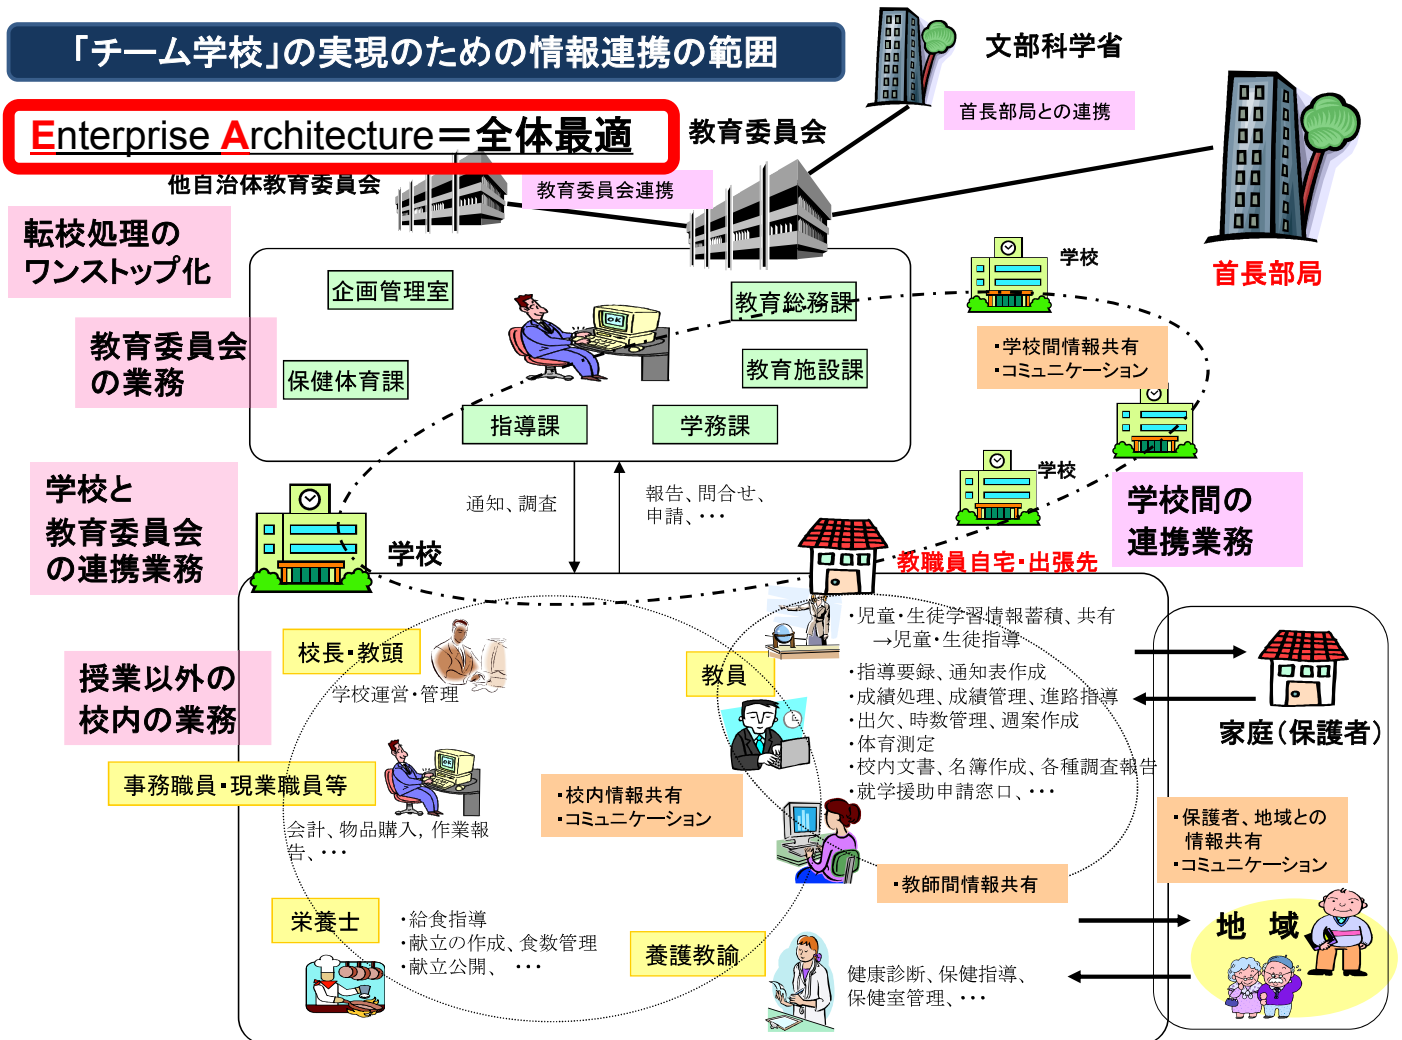 「チーム学校」の実現のための情報連携の範囲
文部科学省
首長部局との連携
Enterprise Architecture＝全体最適
教育委員会
他自治体教育委員会
教育委員会連携
首長部局
転校処理の
ワンストップ化
企画管理室
教育総務課
学校
教育委員会
の業務
保健体育課
教育施設課
・学校間情報共有
・コミュニケーション
指導課
学務課
学校と
教育委員会
の連携業務
通知、調査
報告、問合せ、
申請、・・・
学校
学校間の
連携業務
学校
教職員自宅・出張先
授業以外の
校内の業務
校長・教頭
学校運営・管理
教員
・児童・生徒学習情報蓄積、共有
→児童・生徒指導
・指導要録、通知表作成
・成績処理、成績管理、進路指導
・出欠、時数管理、週案作成
・体育測定
・校内文書、名簿作成、各種調査報告
・就学援助申請窓口、・・・
家庭（保護者）
事務職員・現業職員等
会計、物品購入，作業報
告、・・・
・校内情報共有
・コミュニケーション
・保護者、地域との
情報共有
・コミュニケーション
・教師間情報共有
栄養士
・給食指導
・献立の作成、食数管理
・献立公開、　・・・
養護教諭
健康診断、保健指導、
保健室管理、・・・
地　域
OK